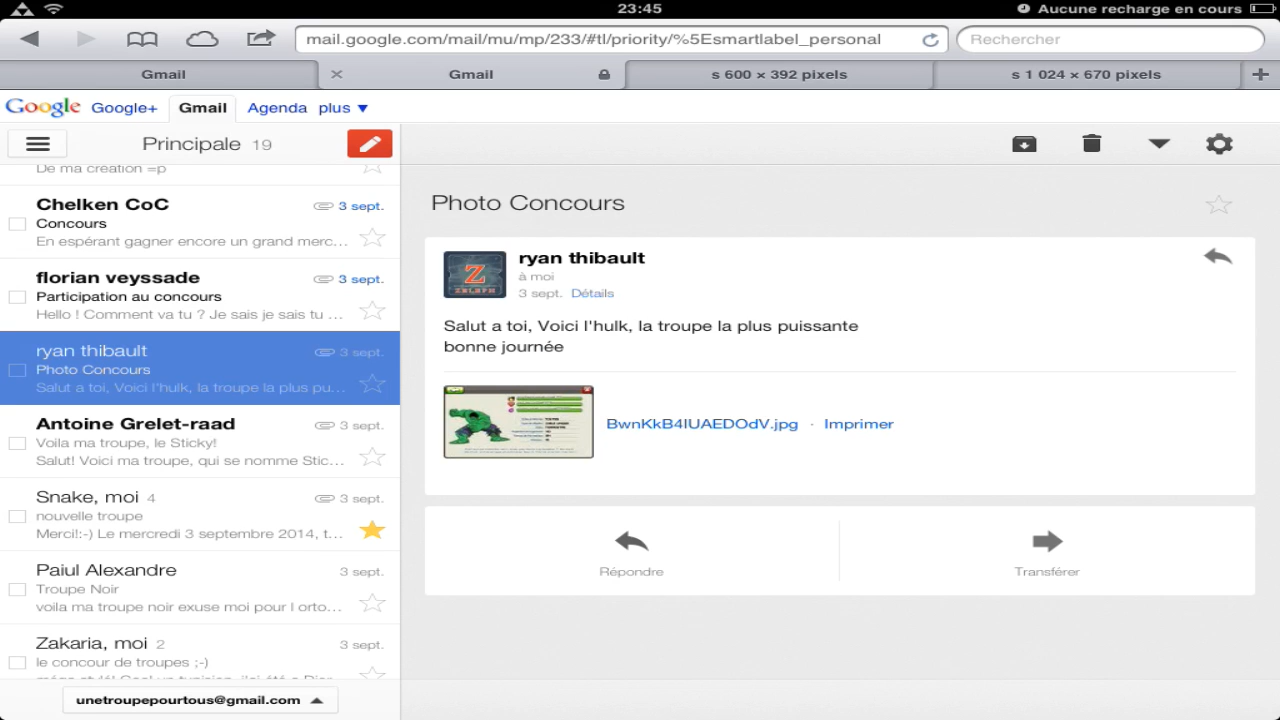 23:45
Aucune recharge en cours
mail.google.com/mail/mu/mp/233/#tl/priority/%5Esmartlabel_personal
Rechercher
Gmail
Gmail
s 600 × 392 pixels
s 1 024 × 670 pixels
Google Google+ Gmail Agenda plus ▼
Principale 19
De ma création =p
Chelken CoC 3 sept.
Concours
En espérant gagner encore un grand merc…
florian veyssade 3 sept.
Participation au concours
Hello ! Comment va tu ? Je sais je sais tu …
ryan thibault 3 sept.
Photo Concours
Salut a toi, Voici l'hulk, la troupe la plus pu…
Antoine Grelet-raad 3 sept.
Voila ma troupe, le Sticky!
Salut! Voici ma troupe, qui se nomme Stic…
Snake, moi 4 3 sept.
nouvelle troupe
Merci!:-) Le mercredi 3 septembre 2014, t…
Paiul Alexandre 3 sept.
Troupe Noir
voila ma troupe noir exuse moi pour l orto…
Zakaria, moi 2 3 sept.
le concour de troupes ;-)
unetroupepourtous@gmail.com
Photo Concours
ryan thibault
à moi
3 sept. Détails
Salut a toi, Voici l'hulk, la troupe la plus puissante
bonne journée
BwnKkB4IUAEDOdV.jpg · Imprimer
Répondre
Transférer